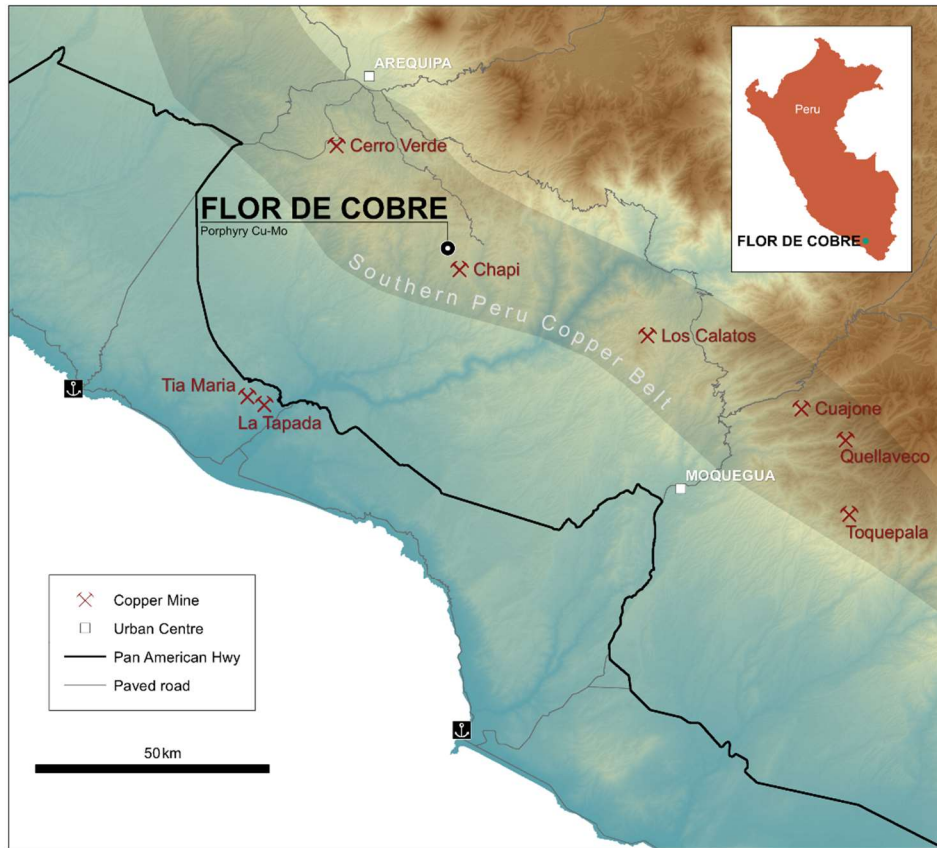 AREQUIPA
Peru
Cerro Verde
FLOR DE COBRE
Porphyry Cu-Mo
FLOR DE COBRE
Chapi
Southern Peru Copper Belt
Los Calatos
Tia Maria
La Tapada
Cuajone
Quellaveco
MOQUEGUA
Toquepala
Copper Mine
Urban Centre
Pan American Hwy
Paved road
50km